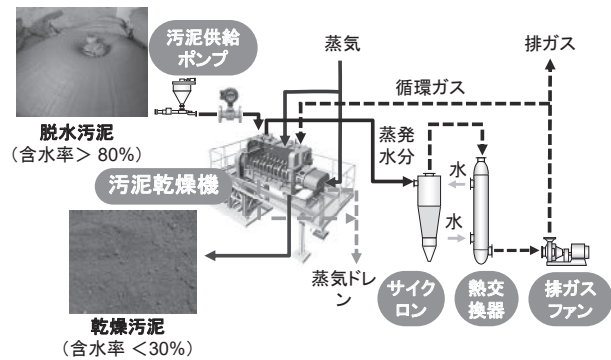 汚泥供給
ポンプ
蒸気
排ガス
循環ガス
脱水汚泥
(含水率> 80%)
蒸発
水分
汚泥乾燥機
水
水
蒸気ドレ
ン
サイク
ロン
熱交
換器
排ガス
ファン
乾燥汚泥
(含水率 <30%)